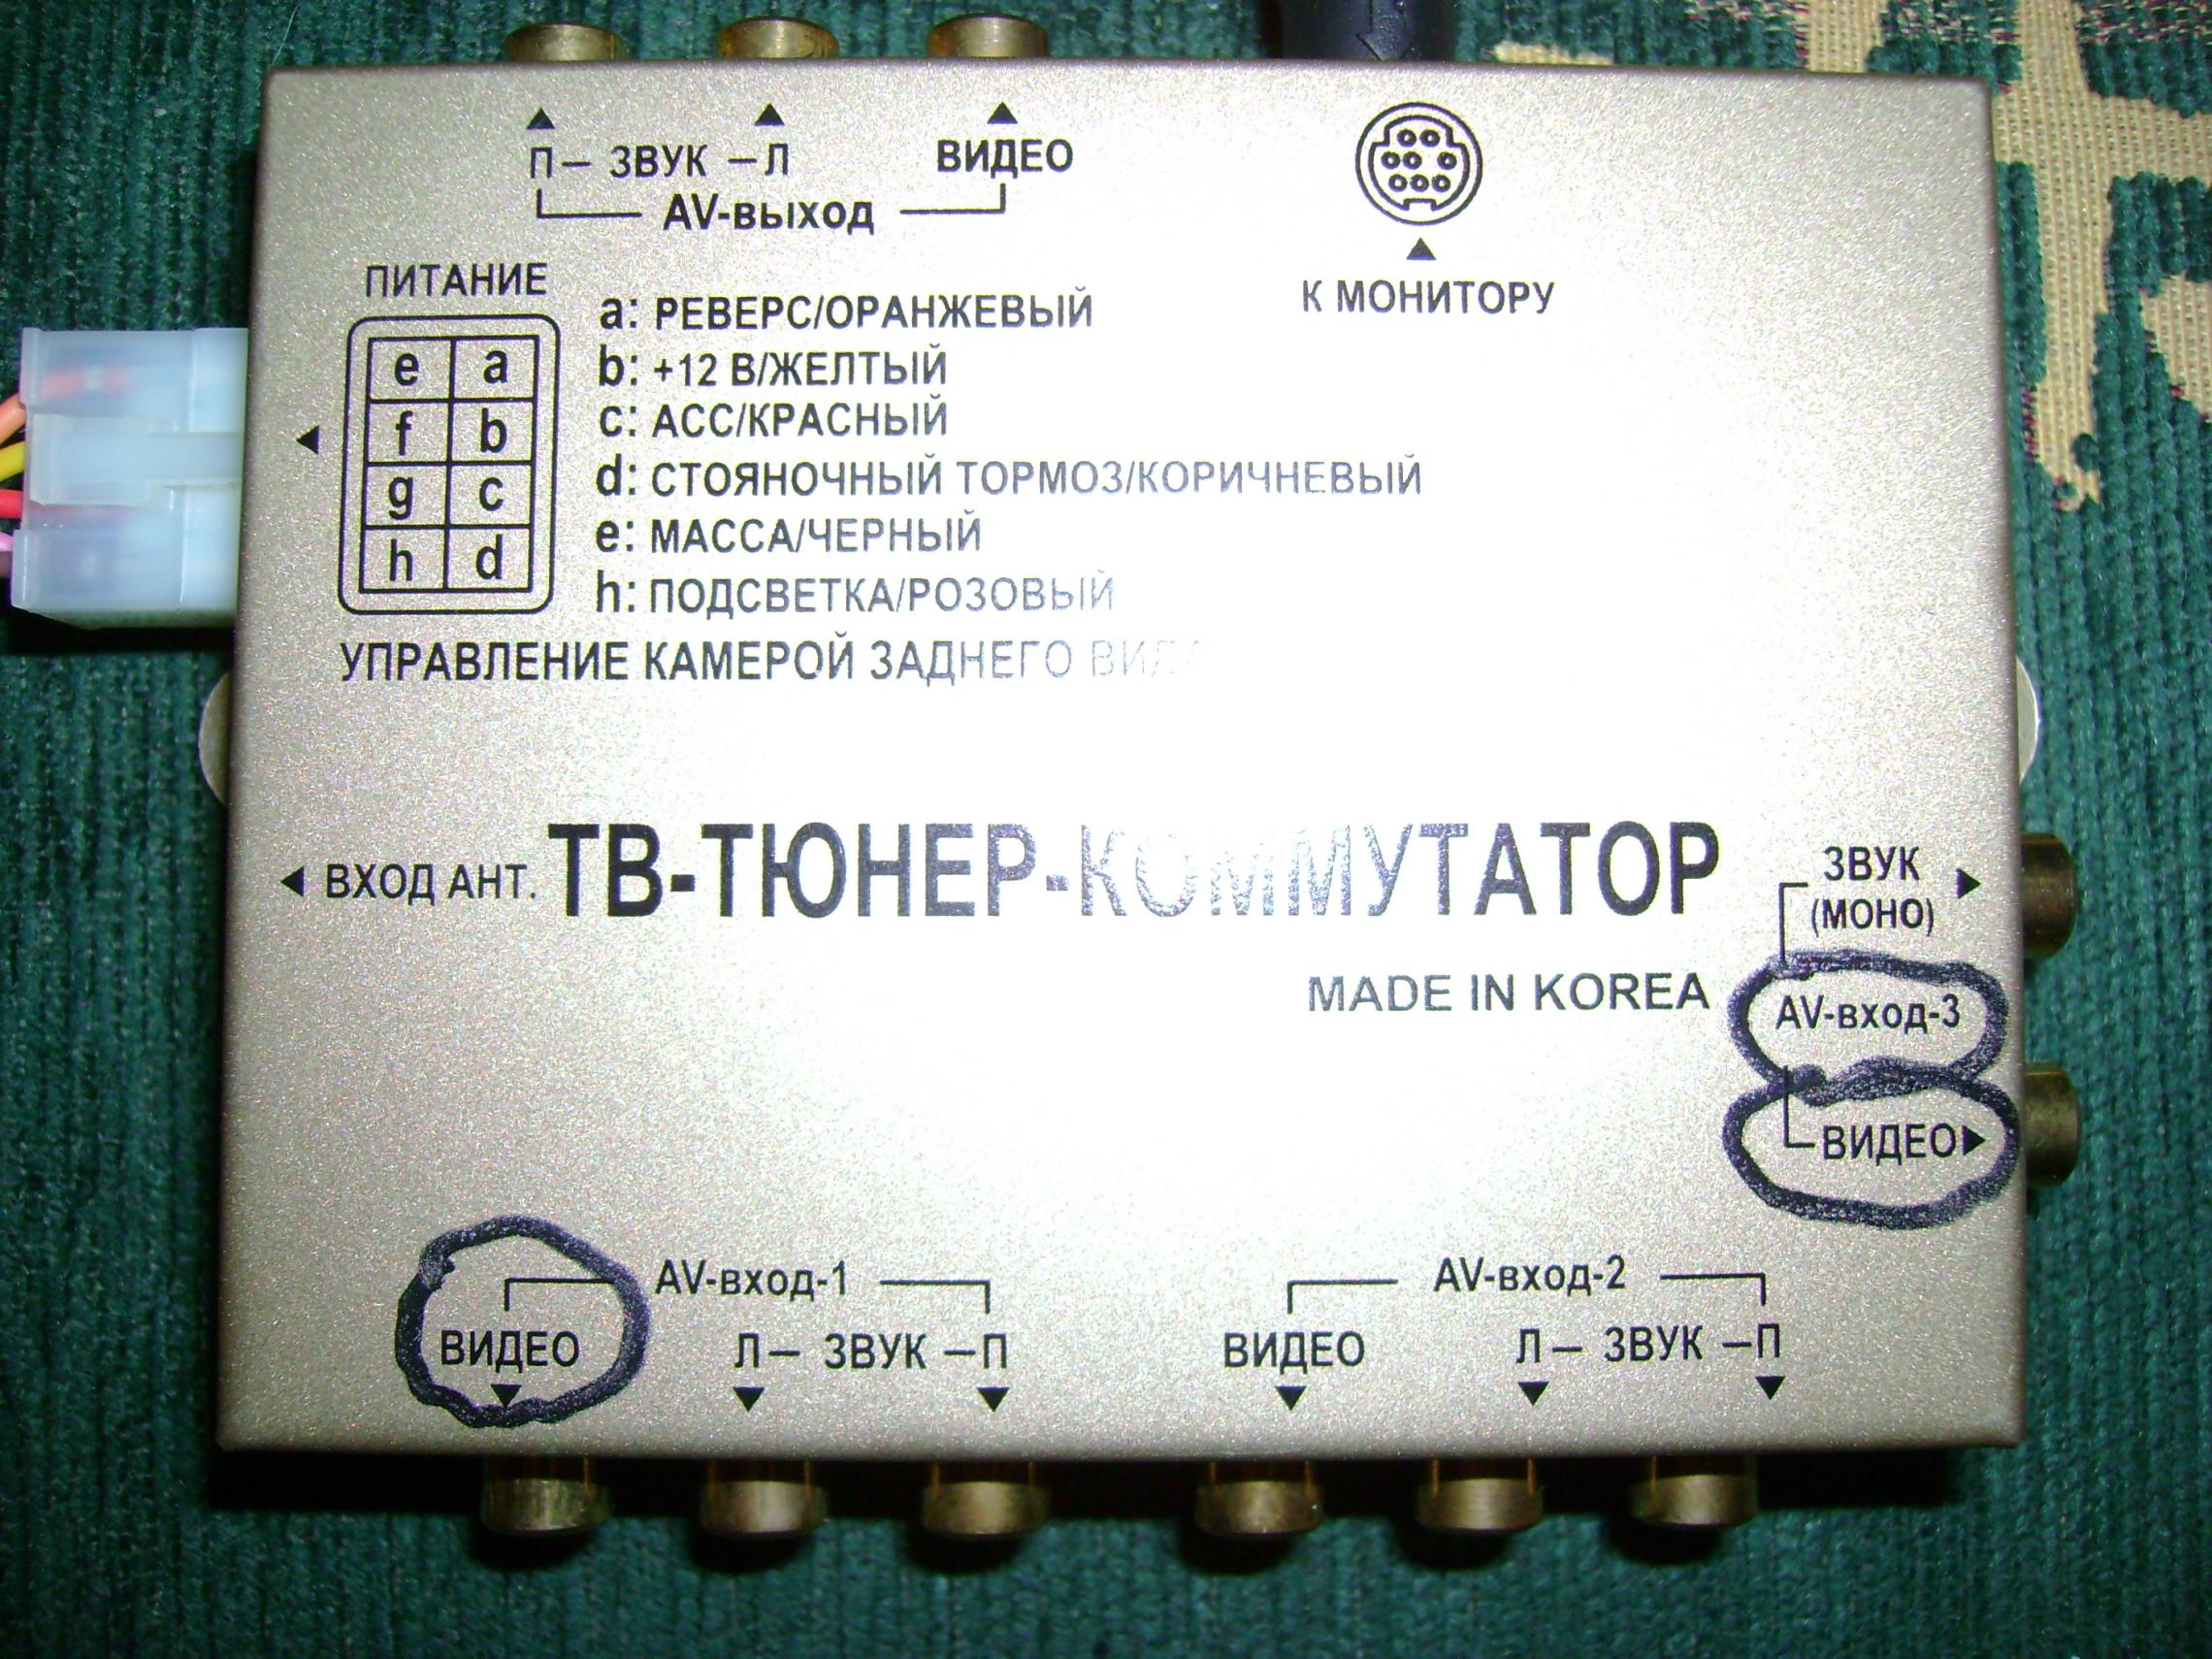 П – ЗВУК – Л
ВИДЕО
AV-выход
К МОНИТОРУ
ПИТАНИЕ
e a
f b
g c
h d
a: РЕВЕРС/ОРАНЖЕВЫЙ
b: +12 В/ЖЕЛТЫЙ
c: АСС/КРАСНЫЙ
d: СТОЯНОЧНЫЙ ТОРМОЗ/КОРИЧНЕВЫЙ
e: МАССА/ЧЕРНЫЙ
h: ПОДСВЕТКА/РОЗОВЫЙ
УПРАВЛЕНИЕ КАМЕРОЙ ЗАДНЕГО ВИДА
ВХОД АНТ.
ТВ-ТЮНЕР-КОММУТАТОР
MADE IN KOREA
ЗВУК
(МОНО)
AV-вход-3
ВИДЕО
AV-вход-1
ВИДЕО
Л – ЗВУК – П
AV-вход-2
ВИДЕО
Л – ЗВУК – П